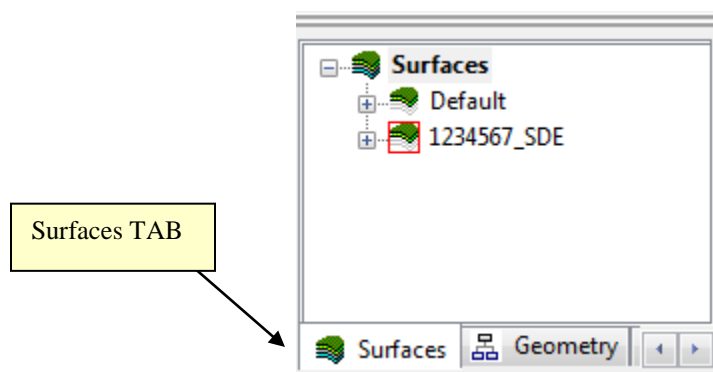 Surfaces
Default
1234567_SDE
Surfaces TAB
Surfaces Geometry